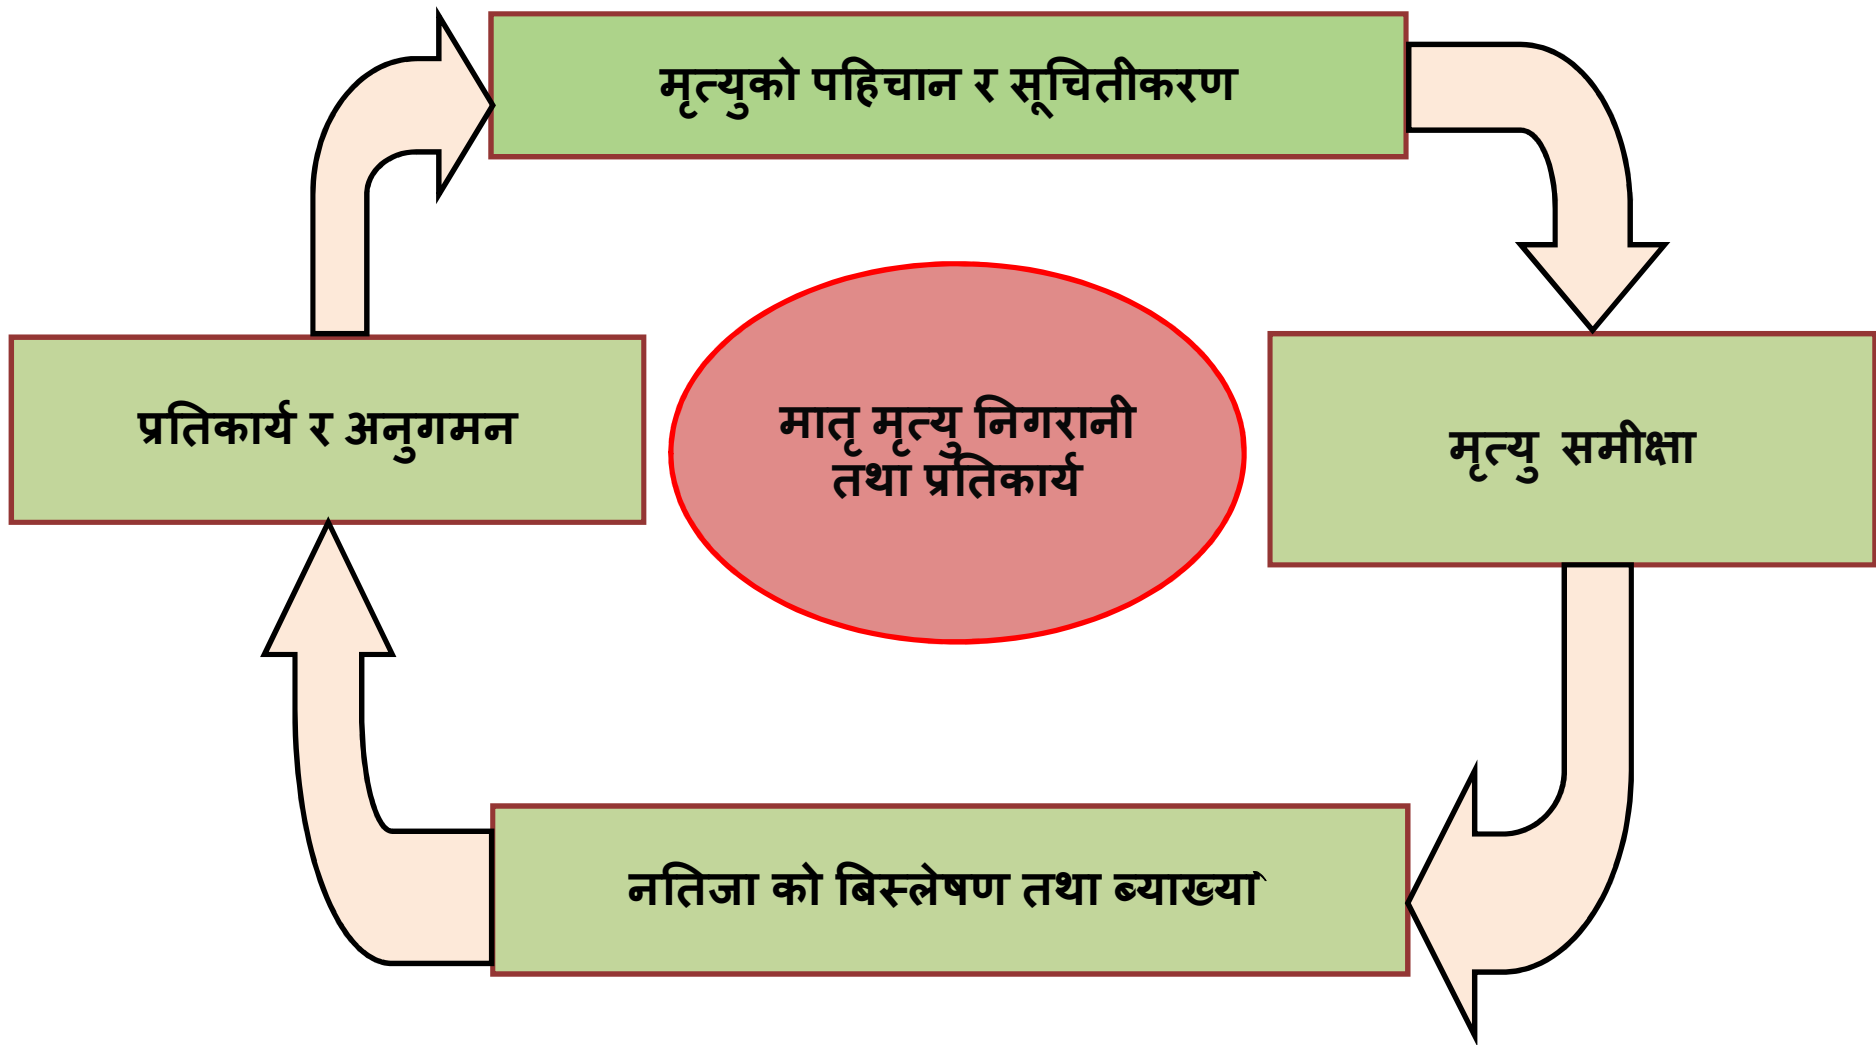 मृत्युको पहिचान र सूचितीकरण
प्रतिकार्य र अनुगमन
मातृ मृत्यु निगरानी
तथा प्रतिकार्य
मृत्यु समीक्षा
नतिजा को बिस्लेषण तथा ब्याख्या`